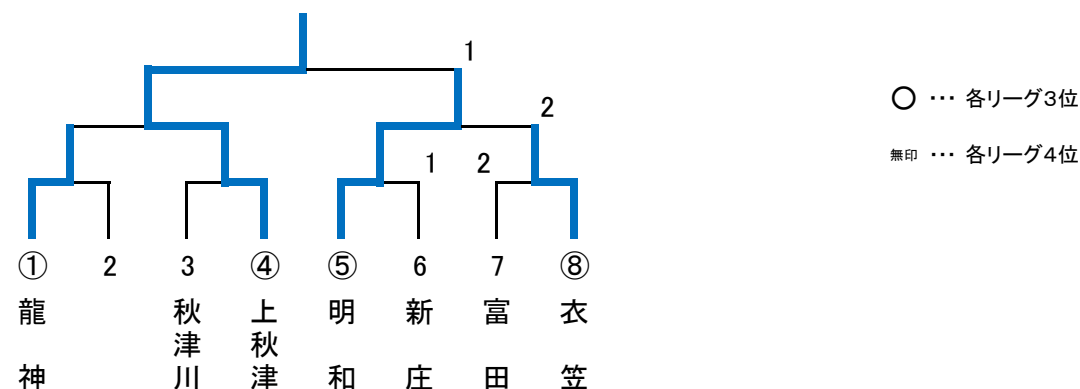 1
○ … 各リーグ3位
2
無印 … 各リーグ4位
1
2
① 2 3 ④ ⑤ 6 7 ⑧
龍神
秋津川
上秋津
明和
新庄
富田
衣笠